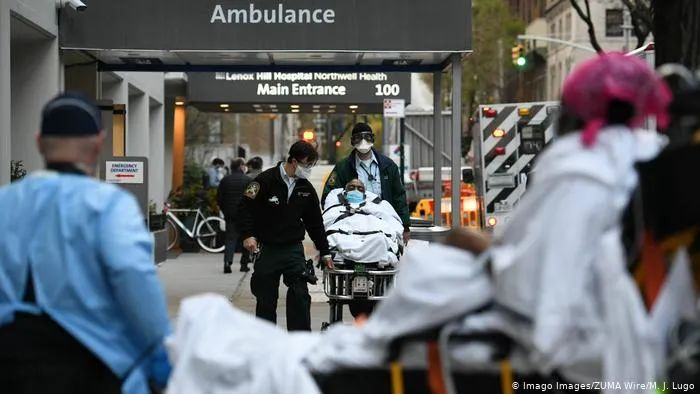 Ambulance
Lenox Hill Hospital Northwell Health
Main Entrance 100
EMERGENCY
DEPARTMENT
© Imago Images/ZUMA Wire/M. J. Lugo